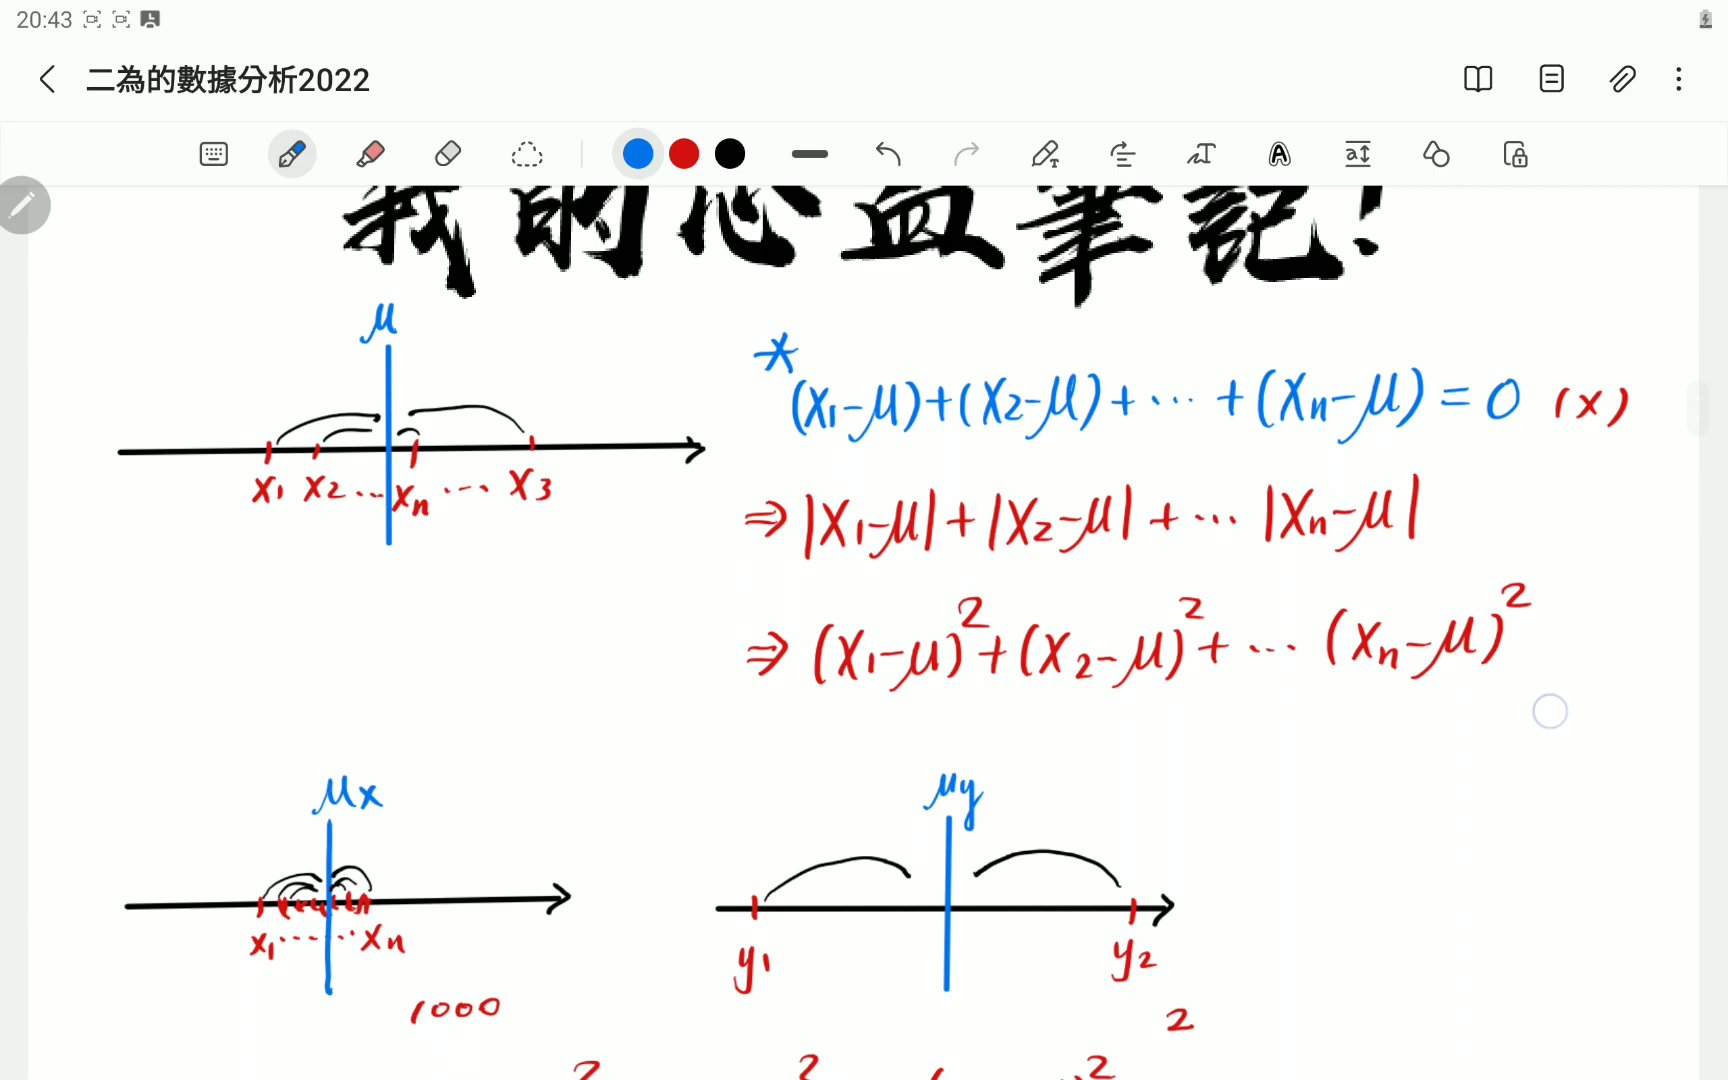 20:43
二為的數據分析2022
我的心血筆記!
μ
x₁ x₂ ... xₙ ... x₃
*
(x₁-μ)+(x₂-μ)+...+(xₙ-μ)=0 (x)
⇒|x₁-μ|+|x₂-μ|+...|xₙ-μ|
⇒(x₁-μ)²+(x₂-μ)²+...(xₙ-μ)²
μx
x₁......xₙ
1000
μy
y₁ y₂
2